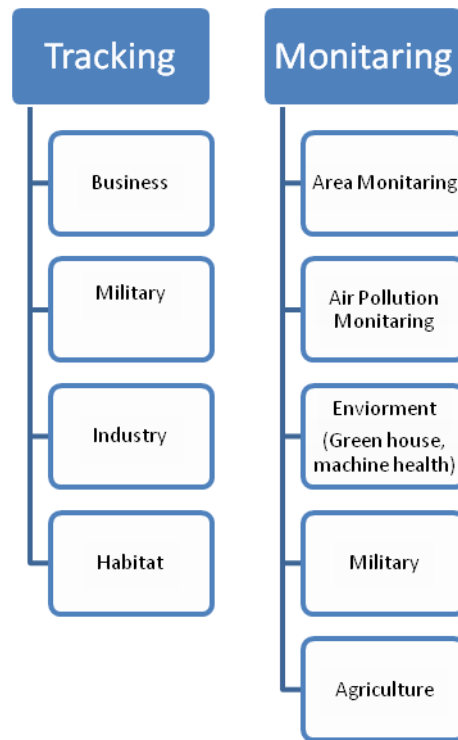 Tracking
Business
Military
Industry
Habitat
Monitaring
Area Monitaring
Air Pollution
Monitaring
Enviorment
(Green house,
machine health)
Military
Agriculture